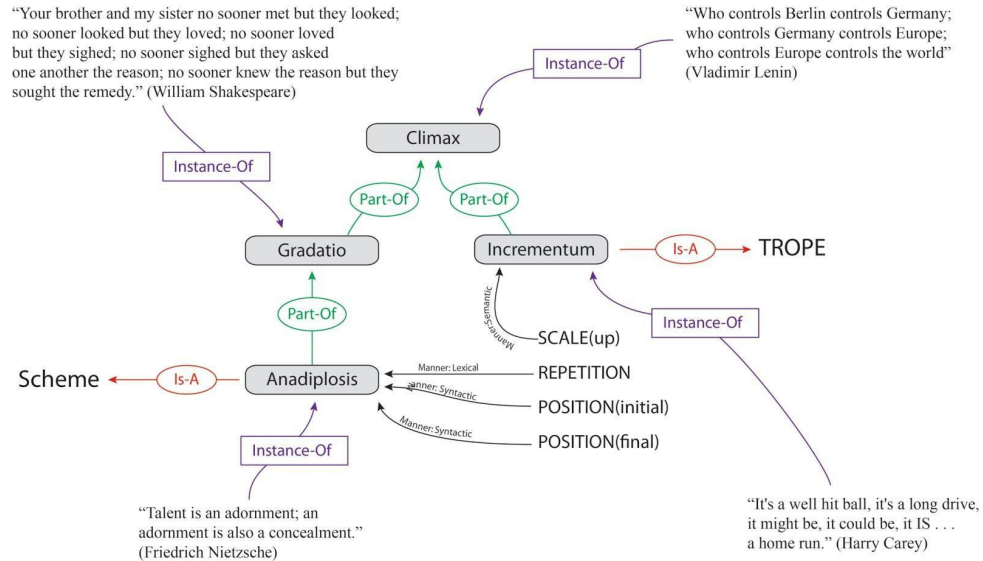 “Your brother and my sister no sooner met but they looked;
no sooner looked but they loved; no sooner loved
but they sighed; no sooner sighed but they asked
one another the reason; no sooner knew the reason but they
sought the remedy.” (William Shakespeare)
“Who controls Berlin controls Germany;
who controls Germany controls Europe;
who controls Europe controls the world”
(Vladimir Lenin)
Instance-Of
Climax
Instance-Of
Part-Of
Part-Of
Gradatio
Incrementum
Is-A
TROPE
Part-Of
Manner:Semantic
Instance-Of
SCALE(up)
Scheme
Is-A
Anadiplosis
Manner: Lexical
REPETITION
Manner: Syntactic
POSITION(initial)
Manner: Syntactic
POSITION(final)
Instance-Of
“Talent is an adornment; an
adornment is also a concealment.”
(Friedrich Nietzsche)
“It's a well hit ball, it's a long drive,
it might be, it could be, it IS . . .
a home run.” (Harry Carey)